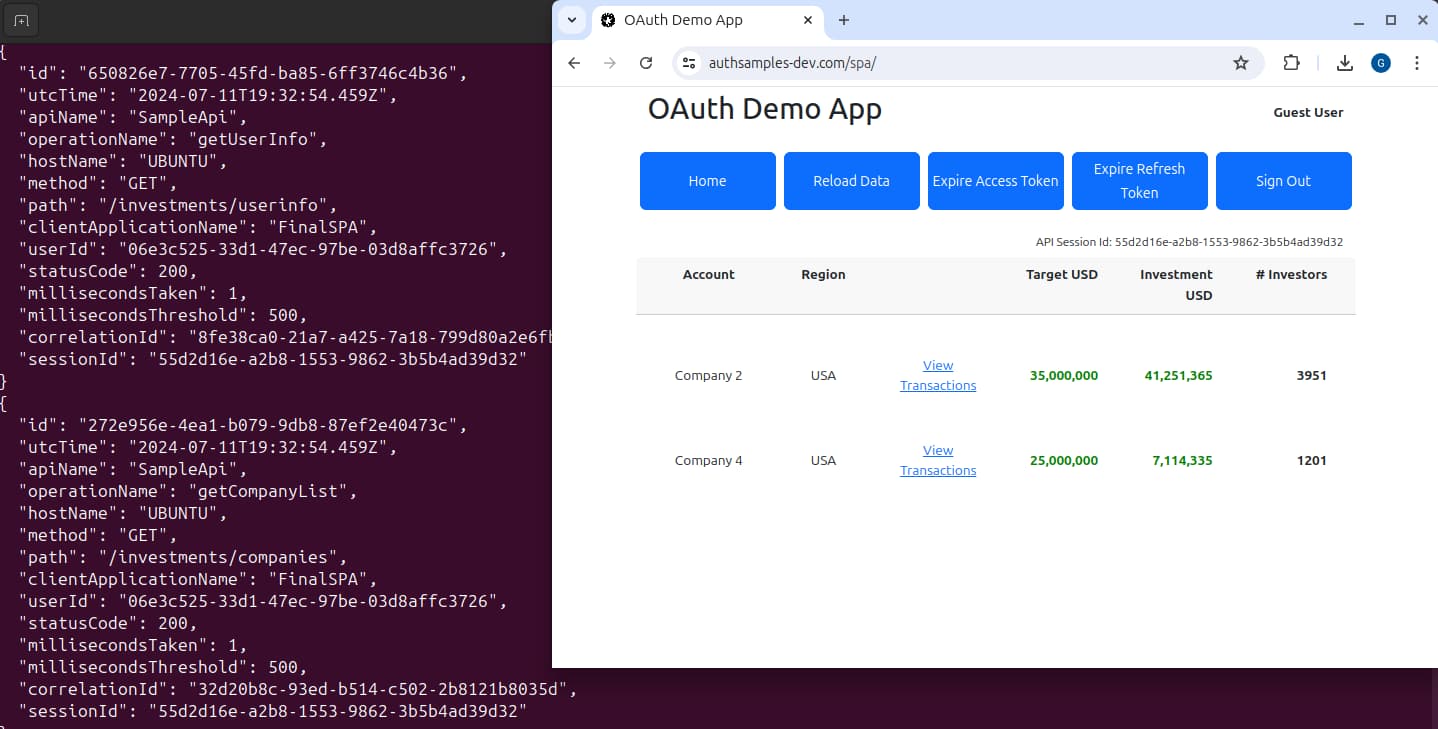 {
"id": "650826e7-7705-45fd-ba85-6ff3746c4b36",
"utcTime": "2024-07-11T19:32:54.459Z",
"apiName": "SampleApi",
"operationName": "getUserInfo",
"hostName": "UBUNTU",
"method": "GET",
"path": "/investments/userinfo",
"clientApplicationName": "FinalSPA",
"userId": "06e3c525-33d1-47ec-97be-03d8affc3726",
"statusCode": 200,
"millisecondsTaken": 1,
"millisecondsThreshold": 500,
"correlationId": "8fe38ca0-21a7-a425-7a18-799d80a2e6fb
"sessionId": "55d2d16e-a2b8-1553-9862-3b5b4ad39d32"
}
{
"id": "272e956e-4ea1-b079-9db8-87ef2e40473c",
"utcTime": "2024-07-11T19:32:54.459Z",
"apiName": "SampleApi",
"operationName": "getCompanyList",
"hostName": "UBUNTU",
"method": "GET",
"path": "/investments/companies",
"clientApplicationName": "FinalSPA",
"userId": "06e3c525-33d1-47ec-97be-03d8affc3726",
"statusCode": 200,
"millisecondsTaken": 1,
"millisecondsThreshold": 500,
"correlationId": "32d20b8c-93ed-b514-c502-2b8121b8035d",
"sessionId": "55d2d16e-a2b8-1553-9862-3b5b4ad39d32"
OAuth Demo App
authsamples-dev.com/spa/
G
OAuth Demo App
Guest User
Home
Reload Data
Expire Access Token
Expire Refresh
Token
Sign Out
API Session Id: 55d2d16e-a2b8-1553-9862-3b5b4ad39d32
Account Region Target USD Investment # Investors
USD
Company 2 USA View 35,000,000 41,251,365 3951
Transactions
Company 4 USA View 25,000,000 7,114,335 1201
Transactions